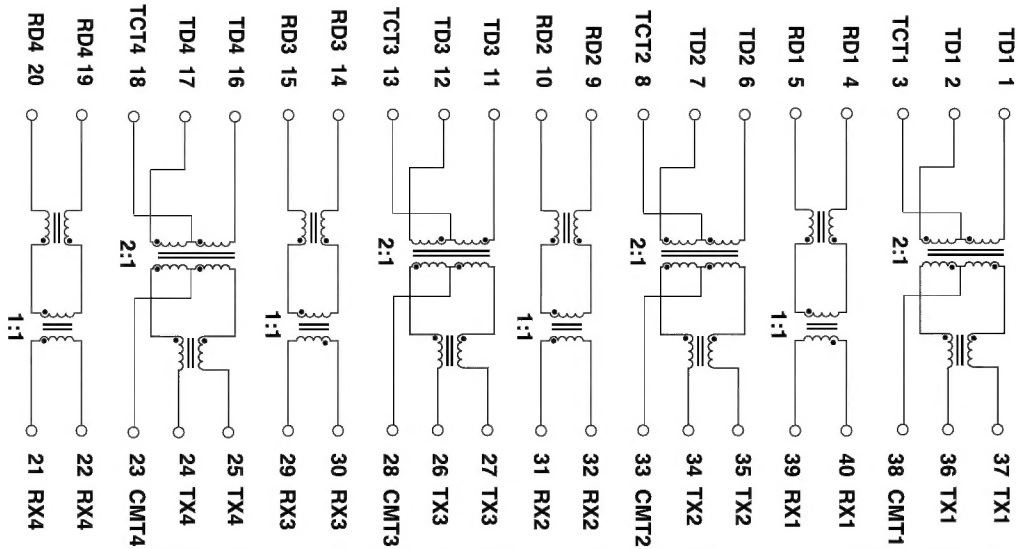 TD1 1
TD1 2
TCT1 3
RD1 4
RD1 5
TD2 6
TD2 7
TCT2 8
RD2 9
RD2 10
TD3 11
TD3 12
TCT3 13
RD3 14
RD3 15
TD4 16
TD4 17
TCT4 18
RD4 19
RD4 20
2:1
1:1
2:1
1:1
2:1
1:1
2:1
1:1
37 TX1
36 TX1
38 CMT1
40 RX1
39 RX1
35 TX2
34 TX2
33 CMT2
32 RX2
31 RX2
27 TX3
26 TX3
28 CMT3
30 RX3
29 RX3
25 TX4
24 TX4
23 CMT4
22 RX4
21 RX4